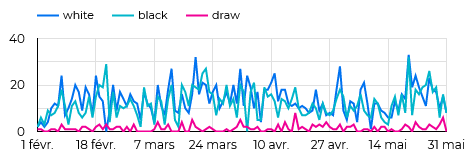 white black draw
40
20
0
1 févr. 18 févr. 7 mars 24 mars 10 avr. 27 avr. 14 mai 31 mai